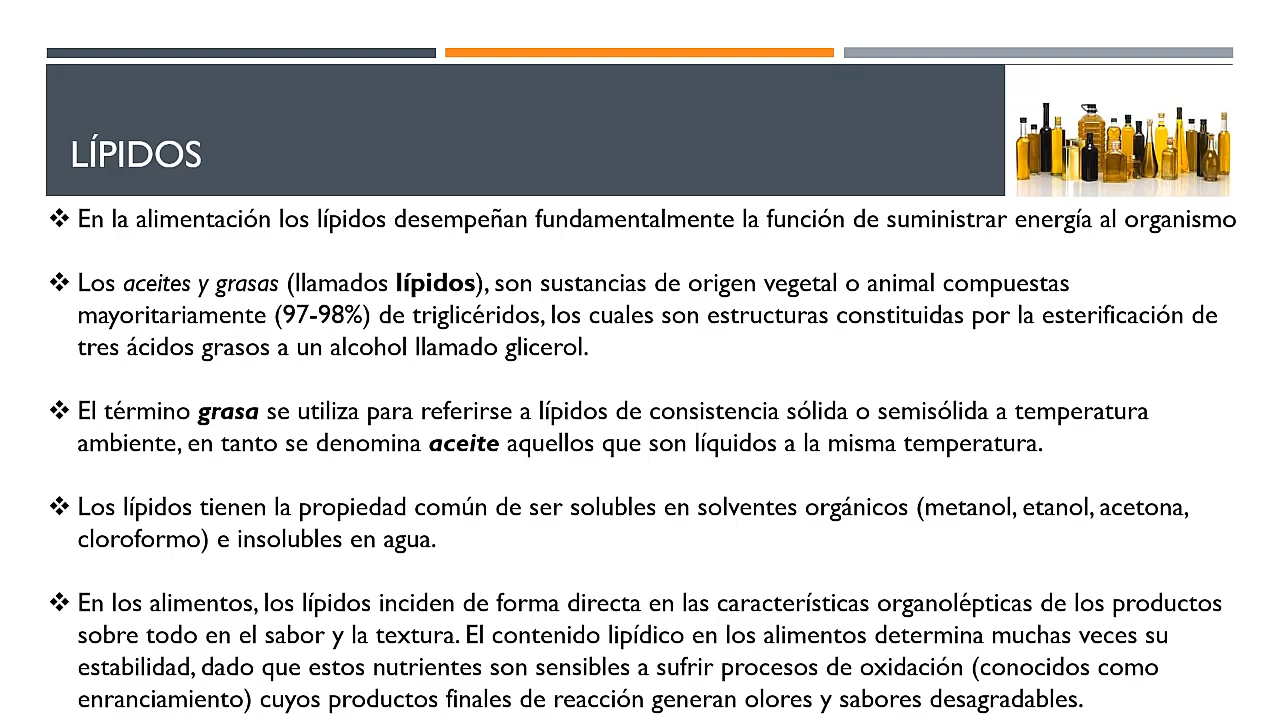 LÍPIDOS
❖ En la alimentación los lípidos desempeñan fundamentalmente la función de suministrar energía al organismo
❖ Los aceites y grasas (llamados lípidos), son sustancias de origen vegetal o animal compuestas
mayoritariamente (97-98%) de triglicéridos, los cuales son estructuras constituidas por la esterificación de
tres ácidos grasos a un alcohol llamado glicerol.
❖ El término grasa se utiliza para referirse a lípidos de consistencia sólida o semisólida a temperatura
ambiente, en tanto se denomina aceite aquellos que son líquidos a la misma temperatura.
❖ Los lípidos tienen la propiedad común de ser solubles en solventes orgánicos (metanol, etanol, acetona,
cloroformo) e insolubles en agua.
❖ En los alimentos, los lípidos inciden de forma directa en las características organolépticas de los productos
sobre todo en el sabor y la textura. El contenido lipídico en los alimentos determina muchas veces su
estabilidad, dado que estos nutrientes son sensibles a sufrir procesos de oxidación (conocidos como
enranciamiento) cuyos productos finales de reacción generan olores y sabores desagradables.